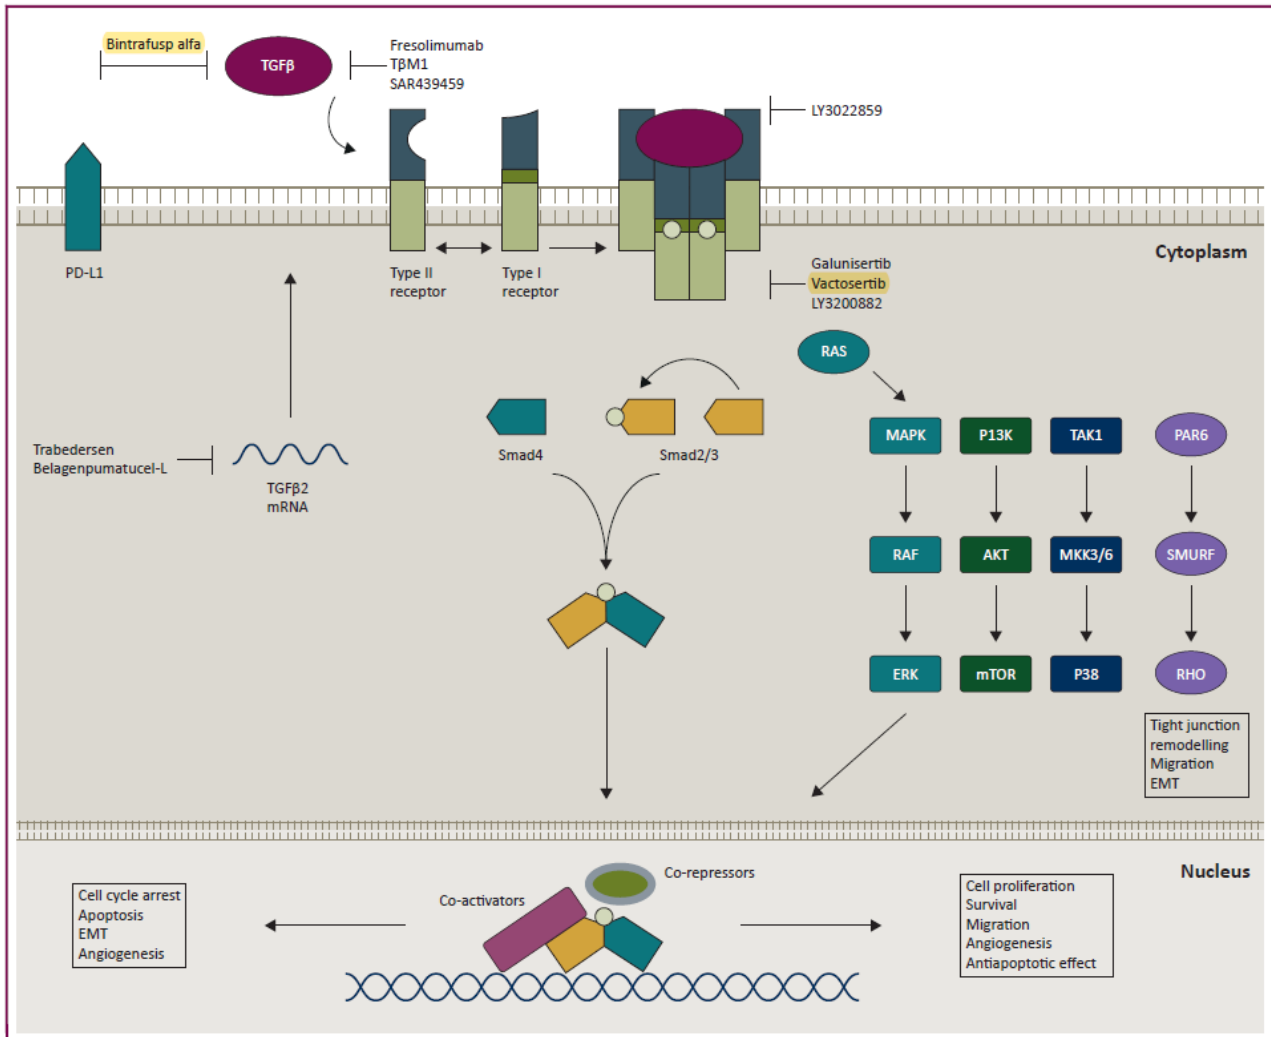 Bintrafusp alfa
TGFβ
Fresolimumab
TβM1
SAR439459
LY3022859
PD-L1
Type II
receptor
Type I
receptor
Cytoplasm
Galunisertib
Vactosertib
LY3200882
RAS
Smad4
Smad2/3
MAPK
P13K
TAK1
PAR6
Trabedersen
Belagenpumatucel-L
TGFβ2
mRNA
RAF
AKT
MKK3/6
SMURF
ERK
mTOR
P38
RHO
Tight junction
remodelling
Migration
EMT
Nucleus
Cell cycle arrest
Apoptosis
EMT
Angiogenesis
Co-activators
Co-repressors
Cell proliferation
Survival
Migration
Angiogenesis
Antiapoptotic effect